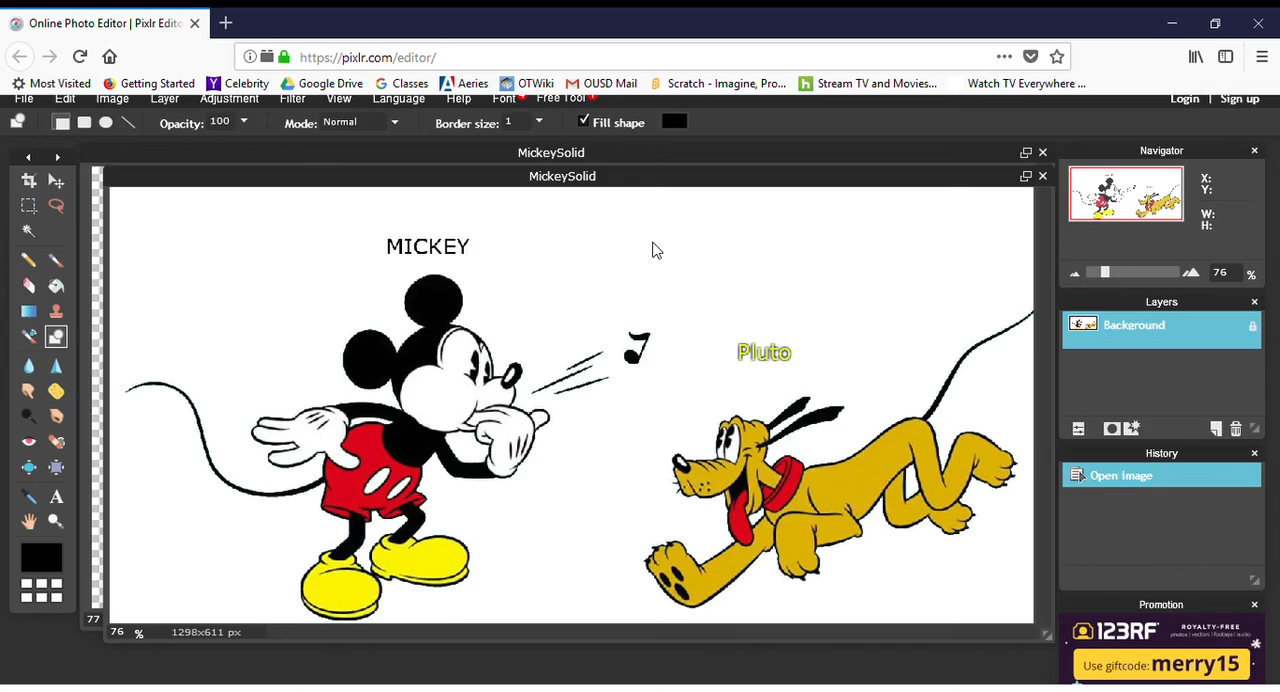 Online Photo Editor | Pixlr Edito
https://pixlr.com/editor/
Most Visited Getting Started Celebrity Google Drive Classes Aeries OTWiki OUSD Mail Scratch - Imagine, Pro... Stream TV and Movies... Watch TV Everywhere ...
File Edit Image Layer Adjustment Filter View Language Help Font Free Tool Login | Sign up
Opacity: 100 Mode: Normal Border size: 1 Fill shape
MickeySolid
MickeySolid
MICKEY
Pluto
77
76 % 1298x611 px
Navigator
X:
Y:
W:
H:
76 %
Layers
Background
History
Open image
Promotion
123RF ROYALTY-FREE
Use giftcode: merry15
A